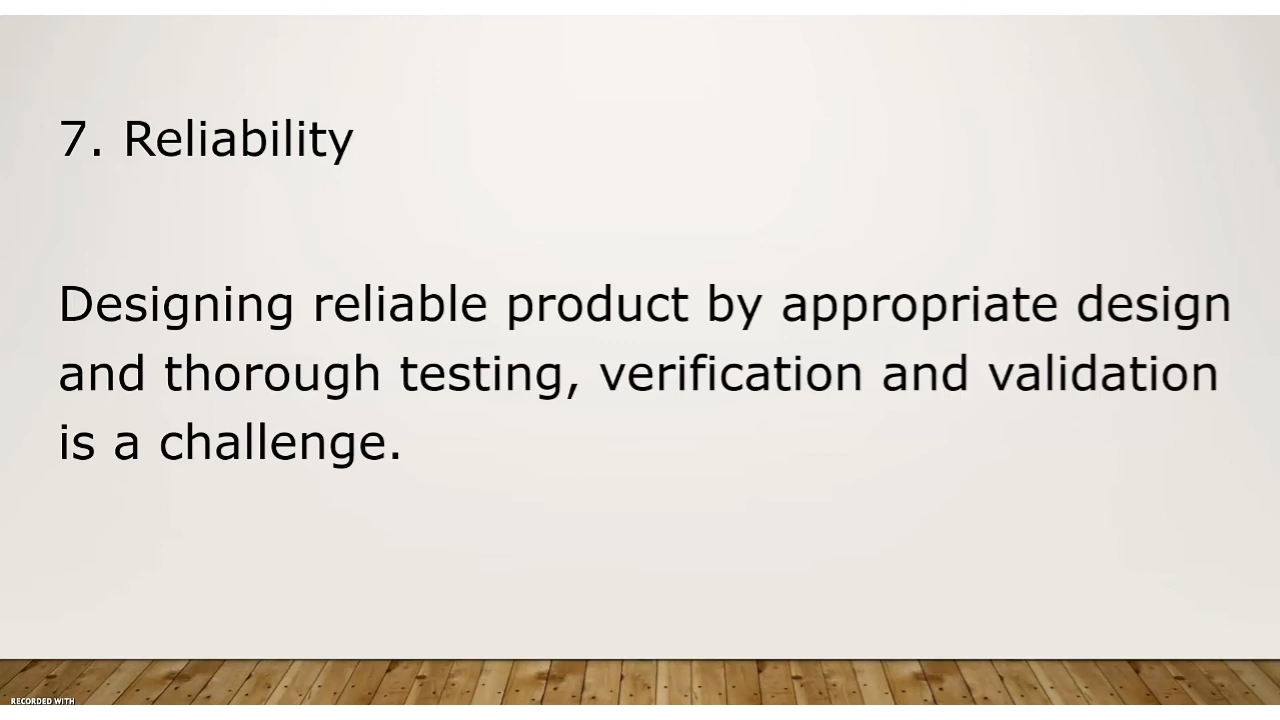 7. Reliability
Designing reliable product by appropriate design
and thorough testing, verification and validation
is a challenge.
RECORDED WITH